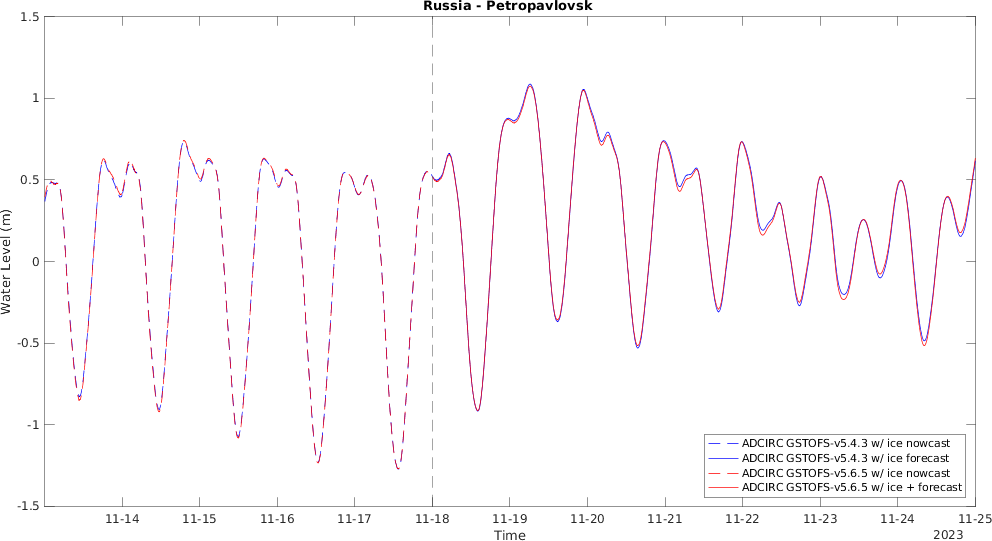 Russia - Petropavlovsk
1.5
1
0.5
0
-0.5
-1
-1.5
Water Level (m)
ADCIRC GSTOFS-v5.4.3 w/ ice nowcast
ADCIRC GSTOFS-v5.4.3 w/ ice forecast
ADCIRC GSTOFS-v5.6.5 w/ ice nowcast
ADCIRC GSTOFS-v5.6.5 w/ ice + forecast
11-14 11-15 11-16 11-17 11-18 11-19 11-20 11-21 11-22 11-23 11-24 11-25
Time
2023